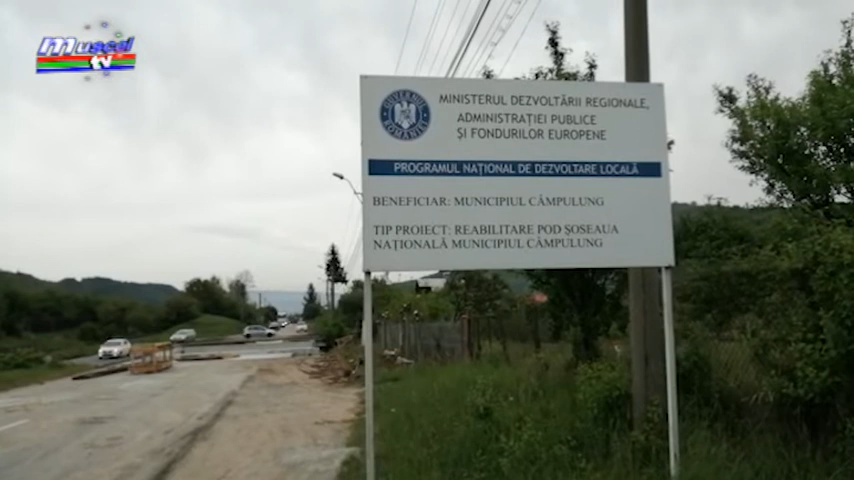 Muscel
TV
GUVERNUL
ROMÂNIEI
MINISTERUL DEZVOLTĂRII REGIONALE,
ADMINISTRAȚIEI PUBLICE
ȘI FONDURILOR EUROPENE
PROGRAMUL NAȚIONAL DE DEZVOLTARE LOCALĂ
BENEFICIAR: MUNICIPIUL CÂMPULUNG
TIP PROIECT: REABILITARE POD ȘOSEAUA
NAȚIONALĂ MUNICIPIUL CÂMPULUNG